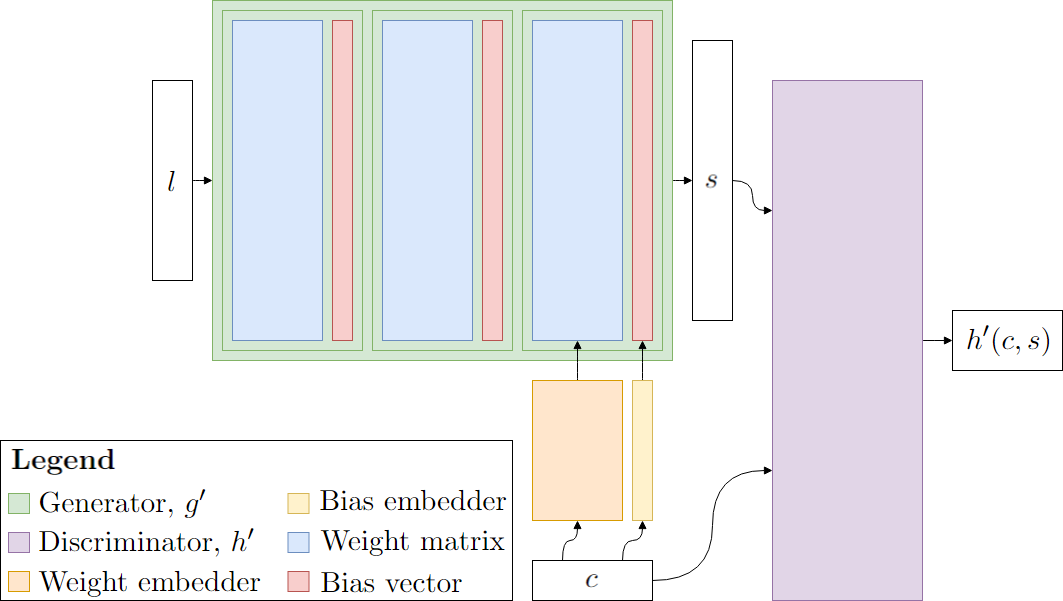 l
s
h′(c, s)
c
Legend
Generator, g′
Discriminator, h′
Weight embedder
Bias embedder
Weight matrix
Bias vector